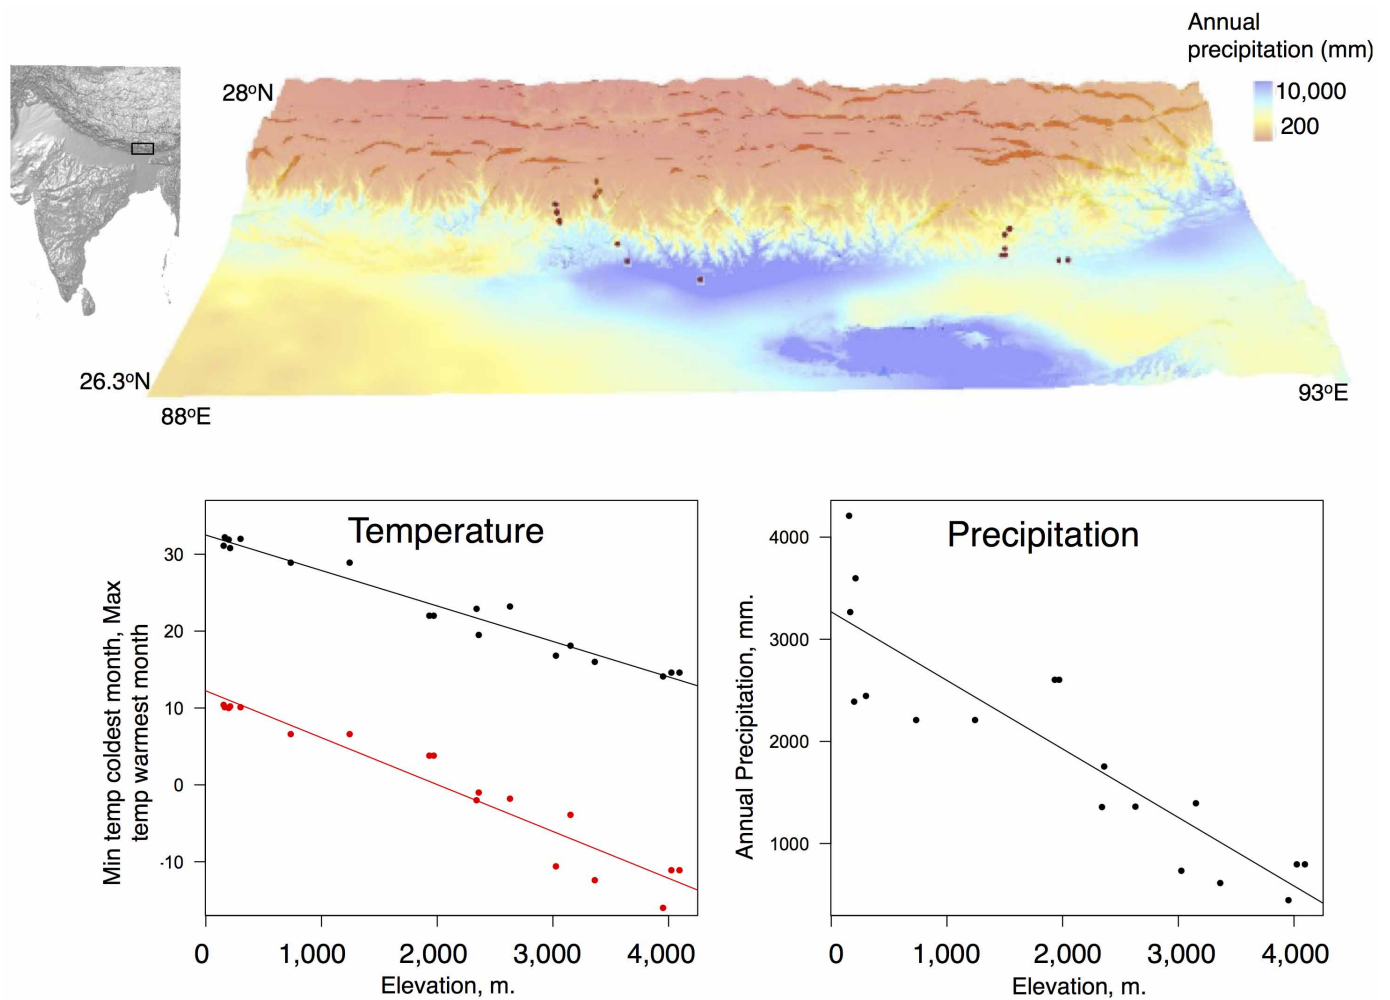 Annual
precipitation (mm)
10,000
200
28°N
26.3°N
88°E
93°E
Temperature
Min temp coldest month, Max
temp warmest month
30
20
10
0
-10
0
1,000
2,000
3,000
4,000
Elevation, m.
Precipitation
Annual Precipitation, mm.
4000
3000
2000
1000
0
1,000
2,000
3,000
4,000
Elevation, m.